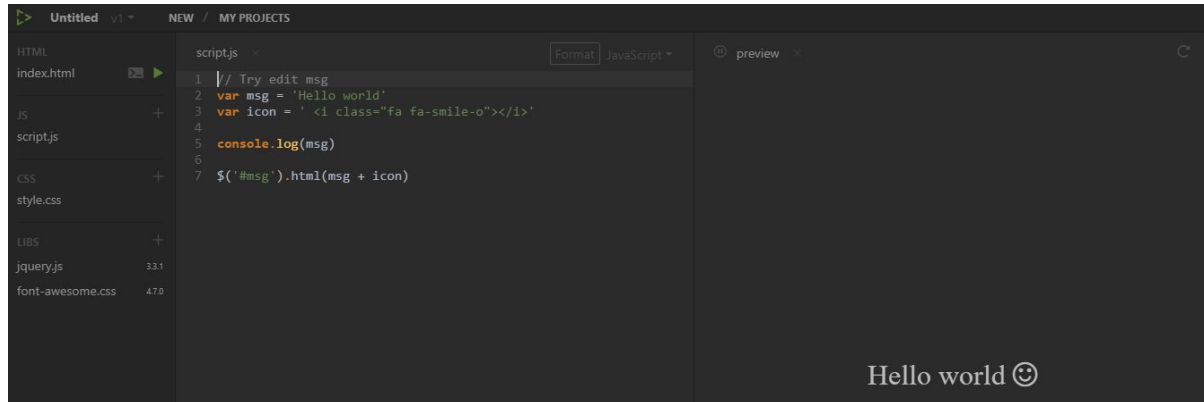 Untitled v1 NEW / MY PROJECTS
HTML
index.html
JS +
script.js
CSS +
style.css
LIBS +
jquery.js 3.3.1
font-awesome.css 4.7.0
script.js × Format JavaScript
1 // Try edit msg
2 var msg = 'Hello world'
3 var icon = ' <i class="fa fa-smile-o"></i>'
4
5 console.log(msg)
6
7 $('#msg').html(msg + icon)
preview ×
Hello world